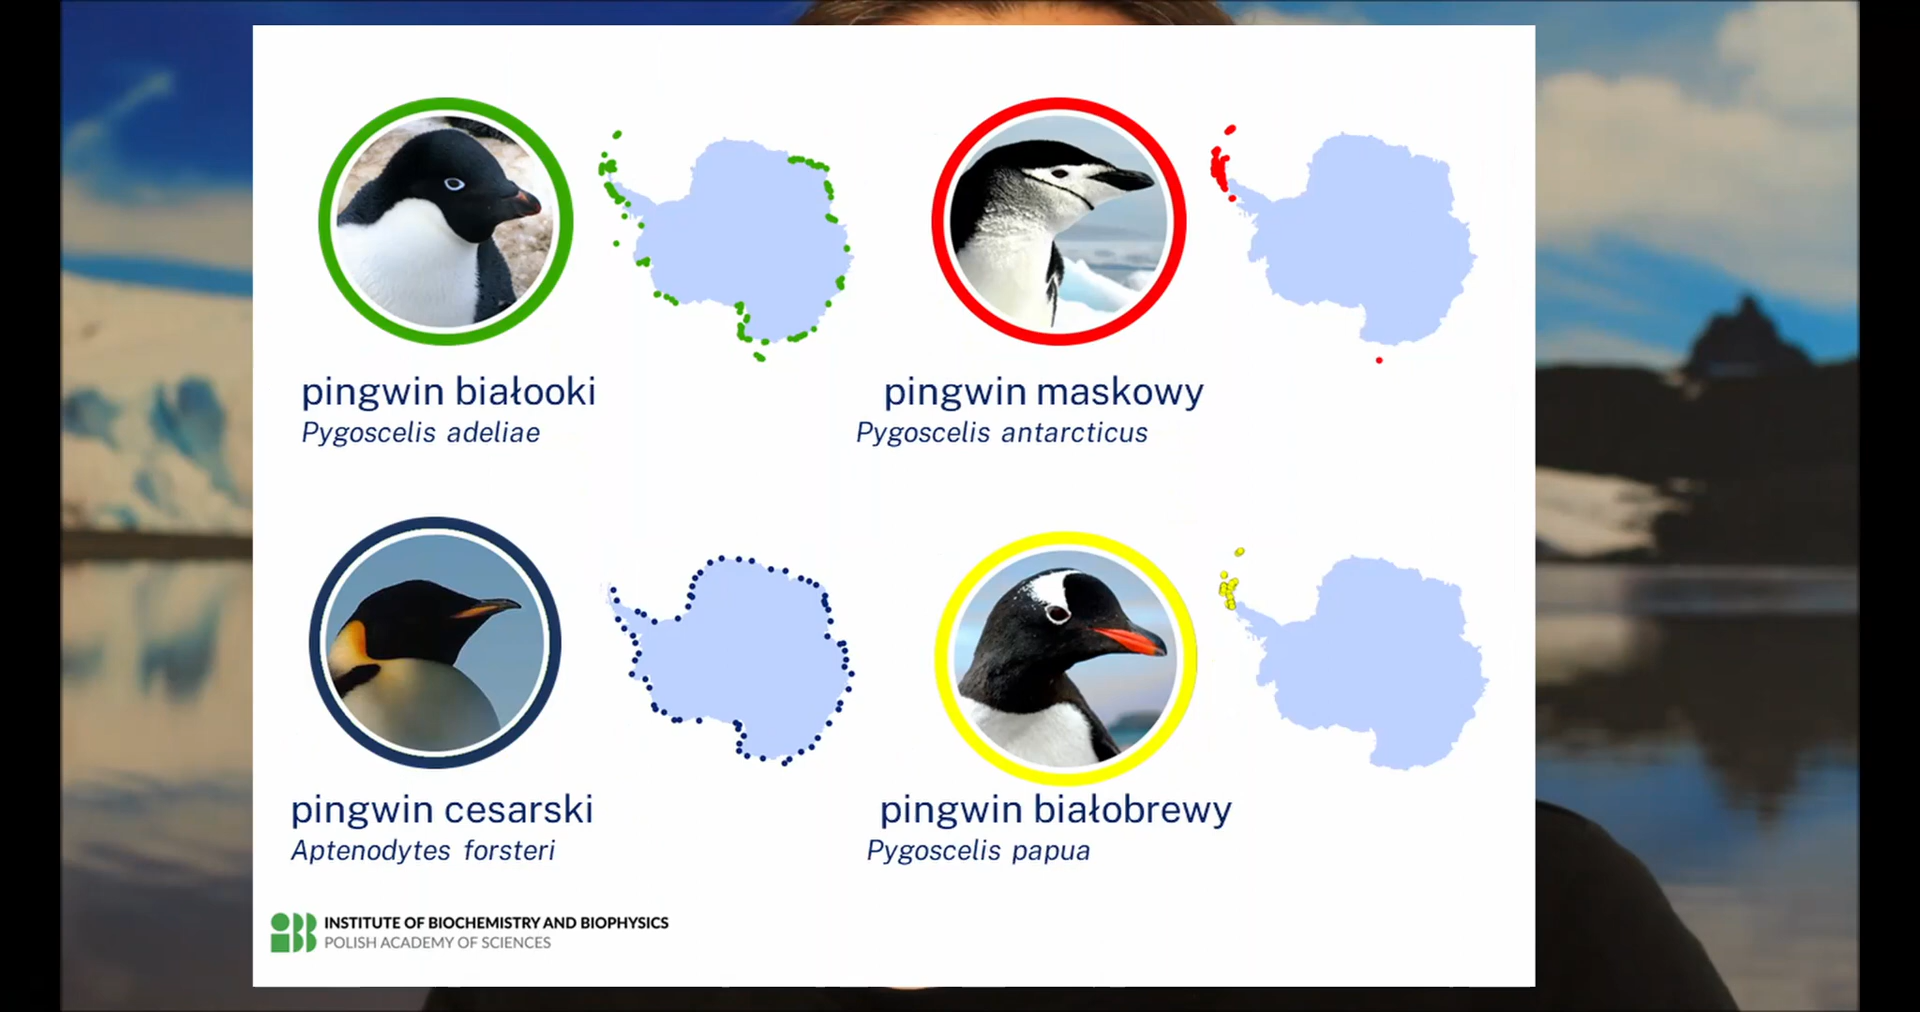 pingwin białooki
Pygoscelis adeliae
pingwin maskowy
Pygoscelis antarcticus
pingwin cesarski
Aptenodytes forsteri
pingwin białobrewy
Pygoscelis papua
INSTITUTE OF BIOCHEMISTRY AND BIOPHYSICS
POLISH ACADEMY OF SCIENCES